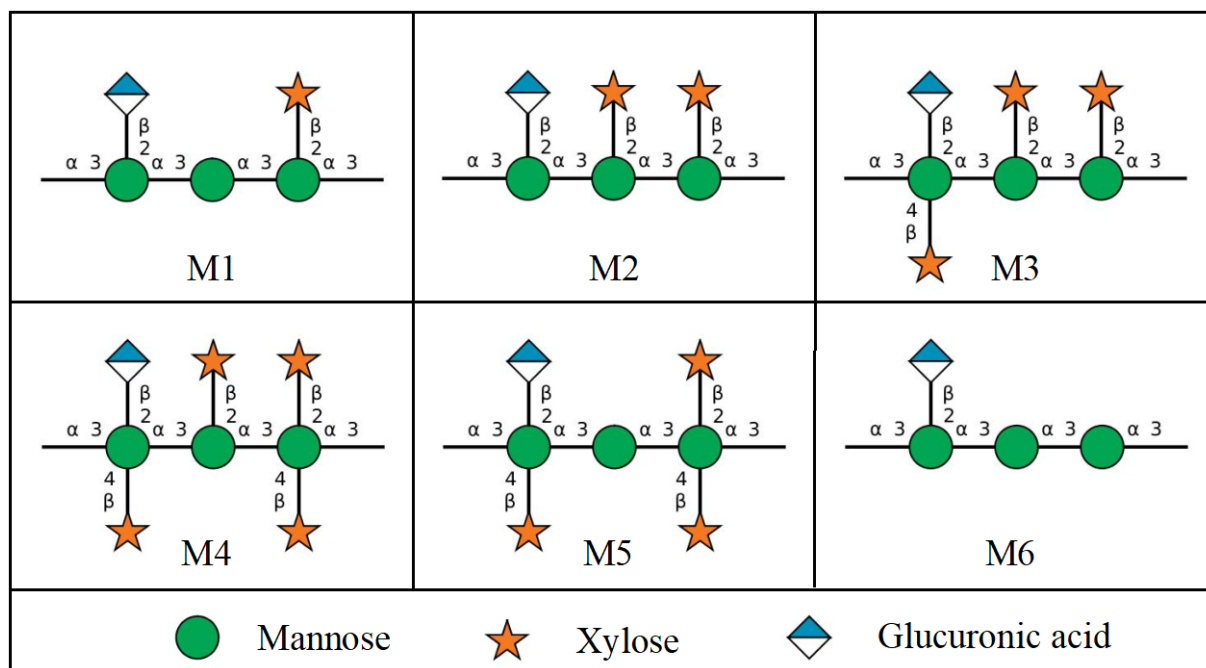 β β
α 3 2 α 3 α 3 2 α 3
M1
β β β
α 3 2 α 3 2 α 3 2 α 3
M2
β β β
α 3 2 α 3 2 α 3 2 α 3
4
β
M3
β β β
α 3 2 α 3 2 α 3 2 α 3
4 4
β β
M4
β β
α 3 2 α 3 α 3 2 α 3
4 4
β β
M5
β
α 3 2 α 3 α 3 α 3
M6
Mannose Xylose Glucuronic acid